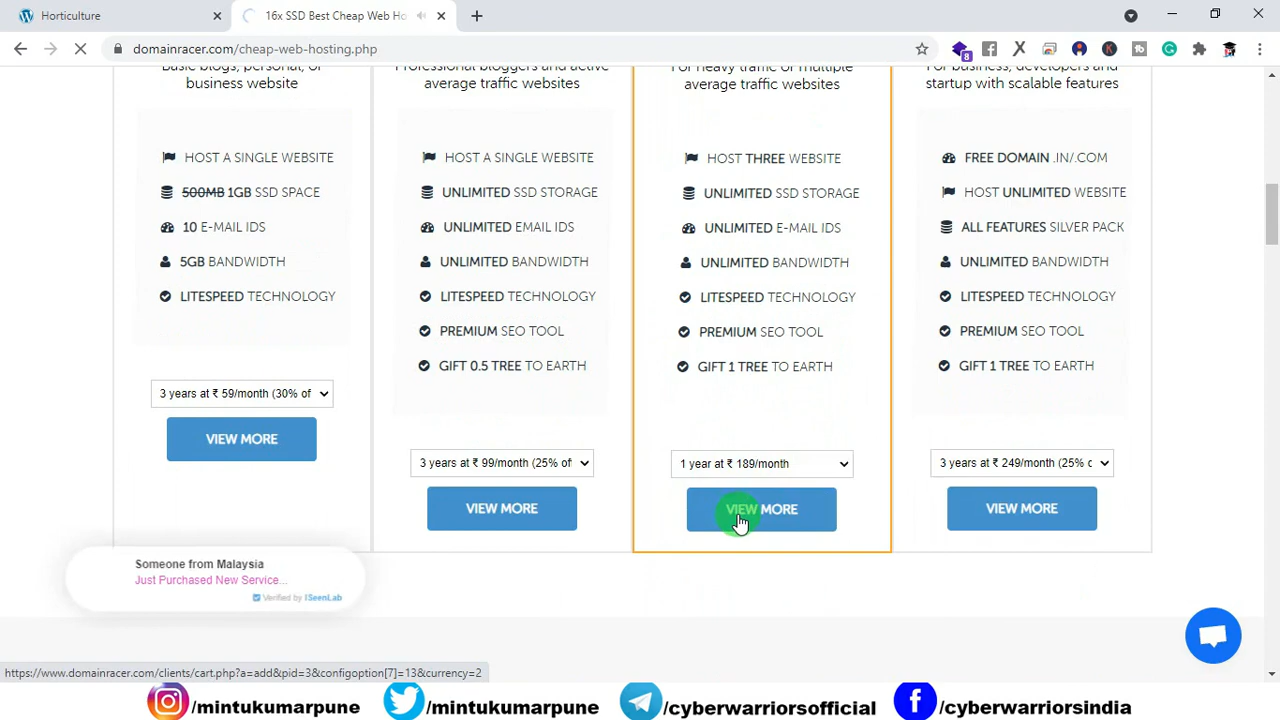 Horticulture
16x SSD Best Cheap Web Ho
domainracer.com/cheap-web-hosting.php
8
Basic blogs, personal, or
business website
HOST A SINGLE WEBSITE
500MB 1GB SSD SPACE
10 E-MAIL IDS
5GB BANDWIDTH
LITESPEED TECHNOLOGY
3 years at ₹ 59/month (30% of
VIEW MORE
Professional bloggers and active
average traffic websites
HOST A SINGLE WEBSITE
UNLIMITED SSD STORAGE
UNLIMITED EMAIL IDS
UNLIMITED BANDWIDTH
LITESPEED TECHNOLOGY
PREMIUM SEO TOOL
GIFT 0.5 TREE TO EARTH
3 years at ₹ 99/month (25% of
VIEW MORE
For heavy traffic or multiple
average traffic websites
HOST THREE WEBSITE
UNLIMITED SSD STORAGE
UNLIMITED E-MAIL IDS
UNLIMITED BANDWIDTH
LITESPEED TECHNOLOGY
PREMIUM SEO TOOL
GIFT 1 TREE TO EARTH
1 year at ₹ 189/month
VIEW MORE
For business, developers and
startup with scalable features
FREE DOMAIN .IN/.COM
HOST UNLIMITED WEBSITE
ALL FEATURES SILVER PACK
UNLIMITED BANDWIDTH
LITESPEED TECHNOLOGY
PREMIUM SEO TOOL
GIFT 1 TREE TO EARTH
3 years at ₹ 249/month (25% c
VIEW MORE
Someone from Malaysia
Just Purchased New Service...
Verified by ISeenLab
https://www.domainracer.com/clients/cart.php?a=add&pid=3&configoption[7]=13&currency=2
/mintukumarpune
/mintukumarpune
/cyberwarriorsofficial
/cyberwarriorsindia